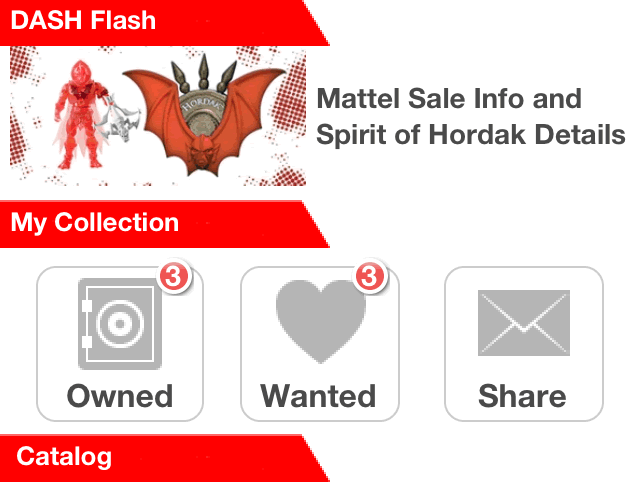 DASH Flash
HORDAK
Mattel Sale Info and
Spirit of Hordak Details
My Collection
3
3
Owned
Wanted
Share
Catalog